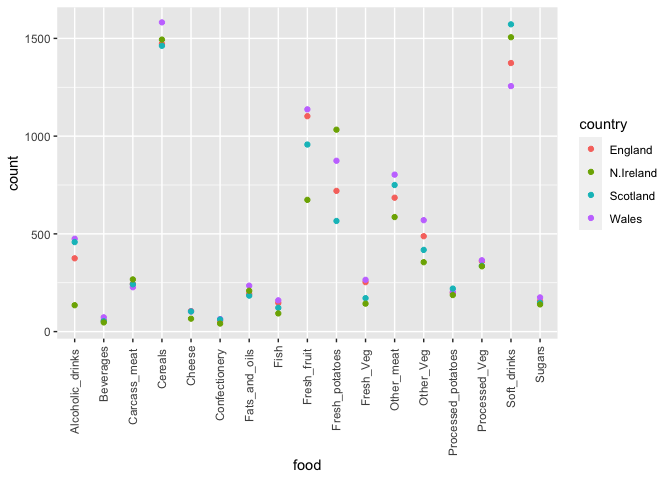 1500
1000
500
0
count
Alcoholic_drinks
Beverages
Carcass_meat
Cereals
Cheese
Confectionery
Fats_and_oils
Fish
Fresh_fruit
Fresh_potatoes
Fresh_Veg
Other_meat
Other_Veg
Processed_potatoes
Processed_Veg
Soft_drinks
Sugars
food
country
England
N.Ireland
Scotland
Wales